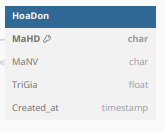 HoaDon
MaHD char
MaNV char
TriGia float
Created_at timestamp